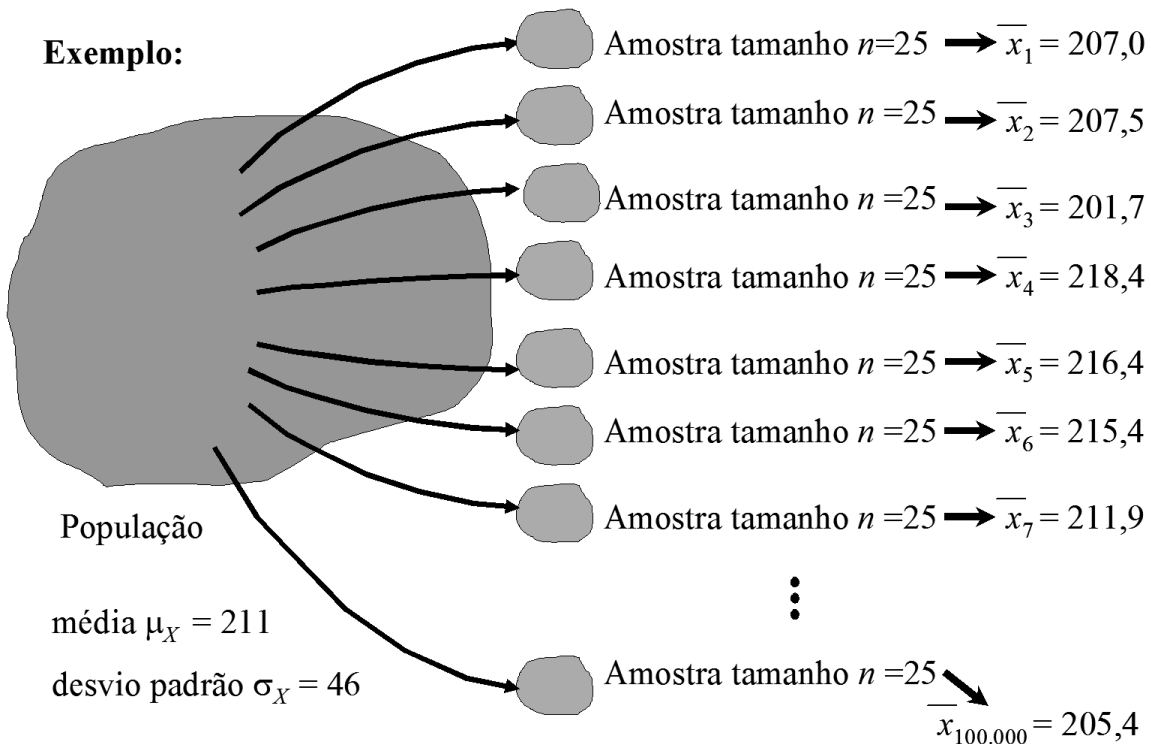 Exemplo:
Amostra tamanho n=25 x̄₁ = 207,0
Amostra tamanho n =25 x̄₂ = 207,5
Amostra tamanho n =25 x̄₃ = 201,7
Amostra tamanho n =25 x̄₄ = 218,4
Amostra tamanho n =25 x̄₅ = 216,4
Amostra tamanho n =25 x̄₆ = 215,4
Amostra tamanho n =25 x̄₇ = 211,9
População
média μ_X = 211
desvio padrão σ_X = 46
Amostra tamanho n =25
x̄₁₀₀.₀₀₀ = 205,4